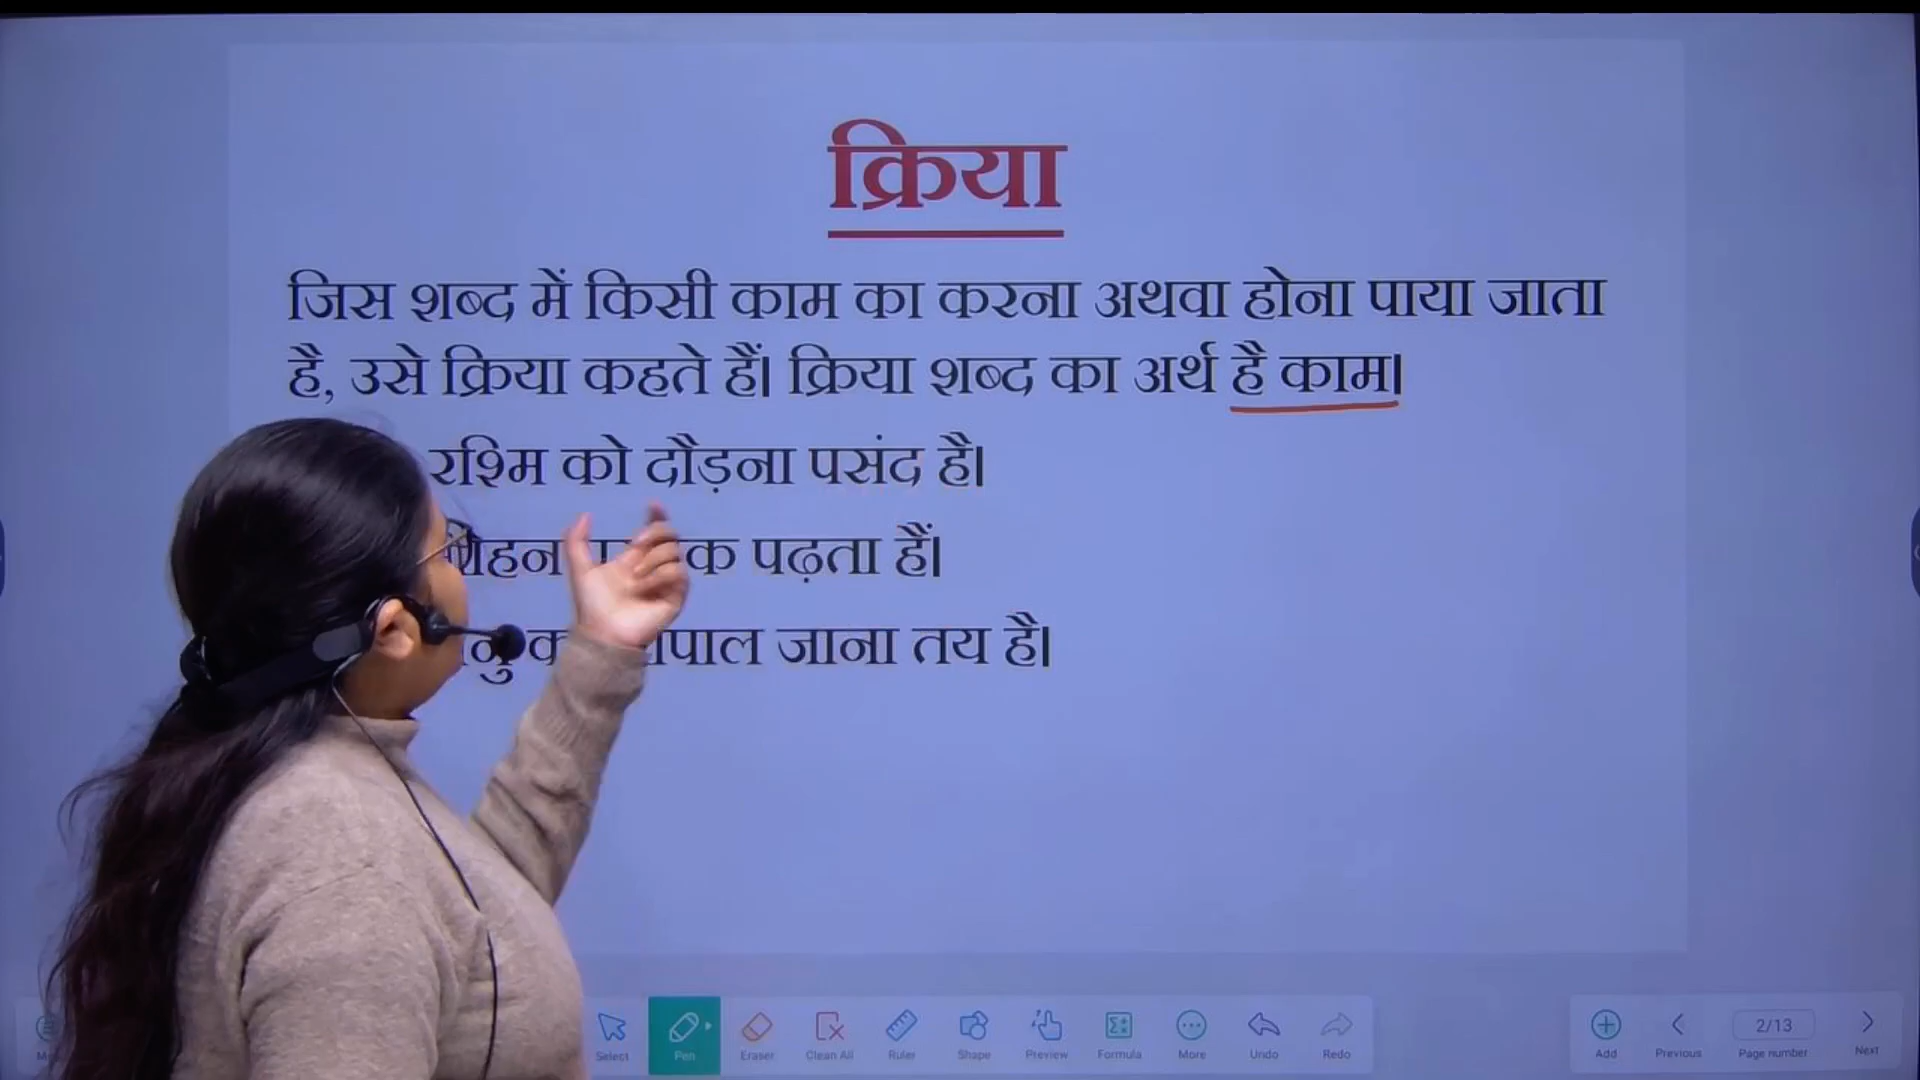 क्रिया
जिस शब्द में किसी काम का करना अथवा होना पाया जाता
है, उसे क्रिया कहते हैं। क्रिया शब्द का अर्थ है काम।
रश्मि को दौड़ना पसंद है।
पढ़ता हैं।
जाना तय है।
Select
Pen
Eraser
Clean All
Ruler
Shape
Preview
Formula
More
Undo
Redo
Add
Previous
2/13
Page number
Next